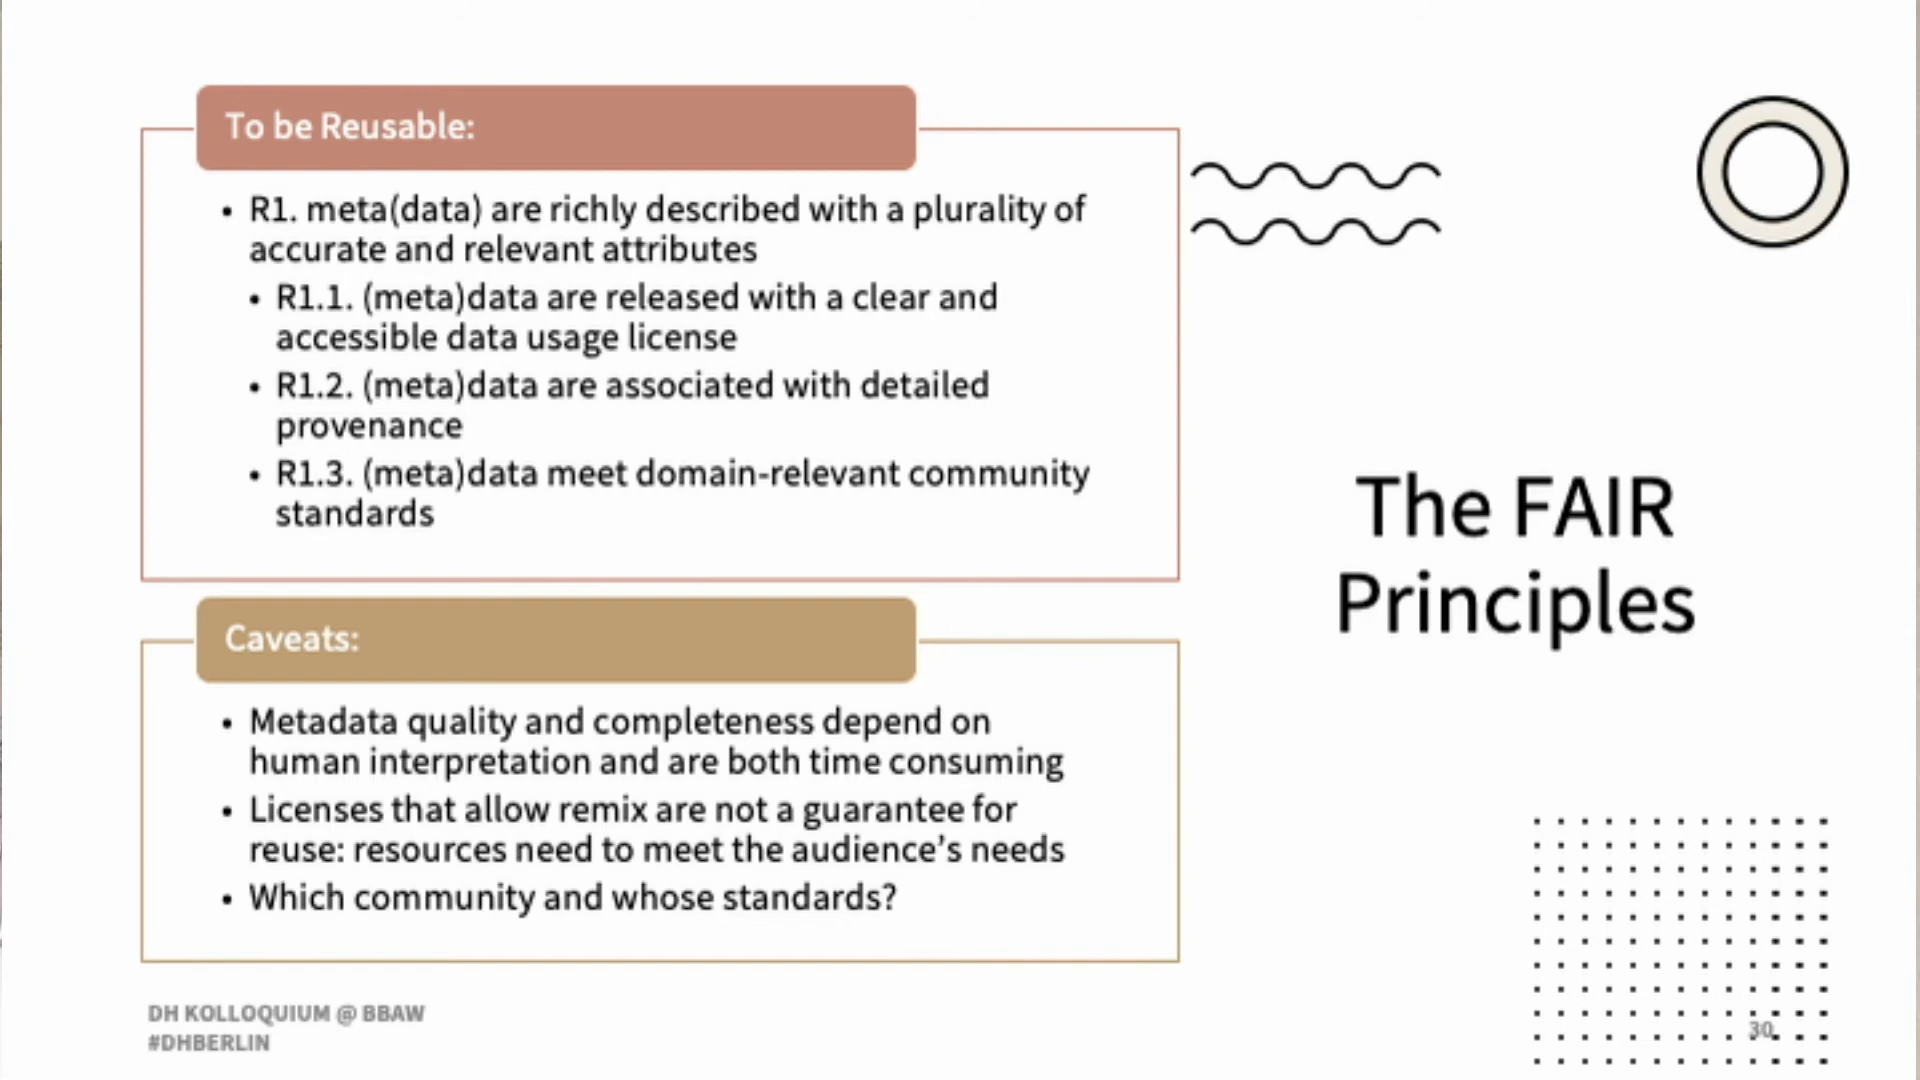 To be Reusable:
• R1. meta(data) are richly described with a plurality of
accurate and relevant attributes
• R1.1. (meta)data are released with a clear and
accessible data usage license
• R1.2. (meta)data are associated with detailed
provenance
• R1.3. (meta)data meet domain-relevant community
standards
Caveats:
• Metadata quality and completeness depend on
human interpretation and are both time consuming
• Licenses that allow remix are not a guarantee for
reuse: resources need to meet the audience’s needs
• Which community and whose standards?
The FAIR
Principles
DH KOLLOQUIUM @ BBAW
#DHBERLIN
30